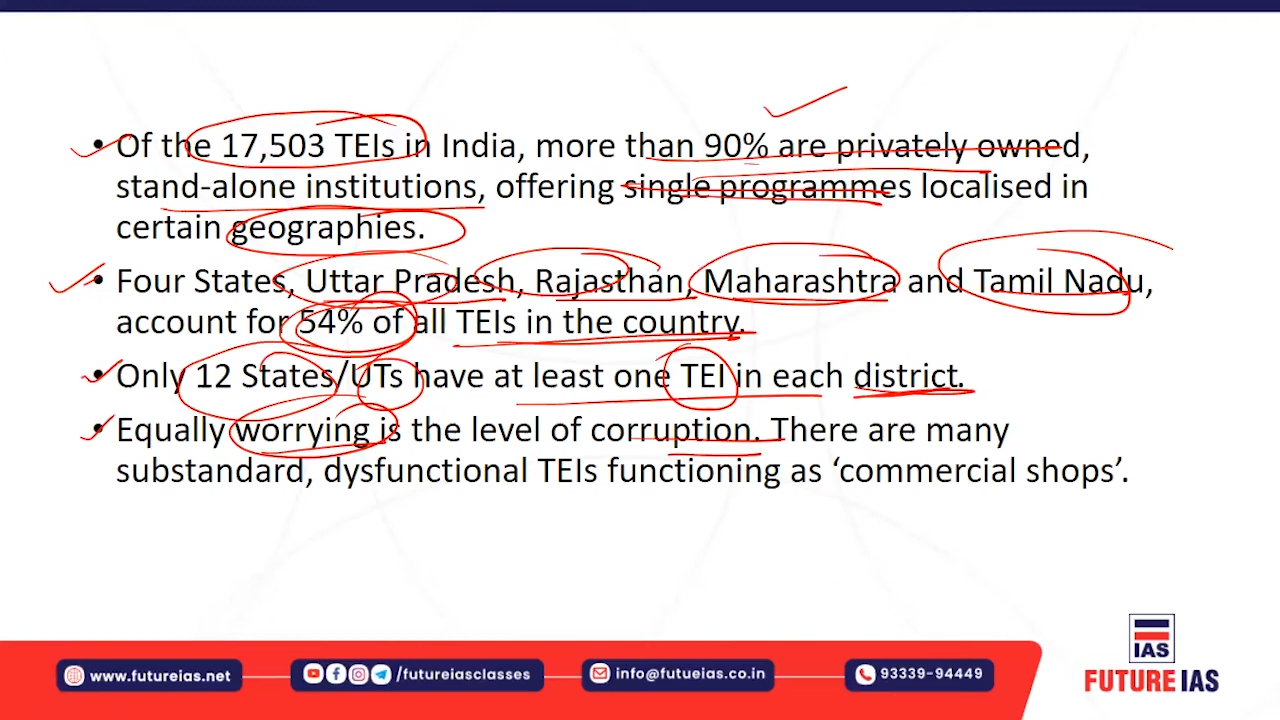 • Of the 17,503 TEIs in India, more than 90% are privately owned,
stand-alone institutions, offering single programmes localised in
certain geographies.
• Four States, Uttar Pradesh, Rajasthan, Maharashtra and Tamil Nadu,
account for 54% of all TEIs in the country.
• Only 12 States/UTs have at least one TEI in each district.
• Equally worrying is the level of corruption. There are many
substandard, dysfunctional TEIs functioning as ‘commercial shops’.
IAS
www.futureias.net
/futureiasclasses
info@futueias.co.in
93339-94449
FUTURE IAS